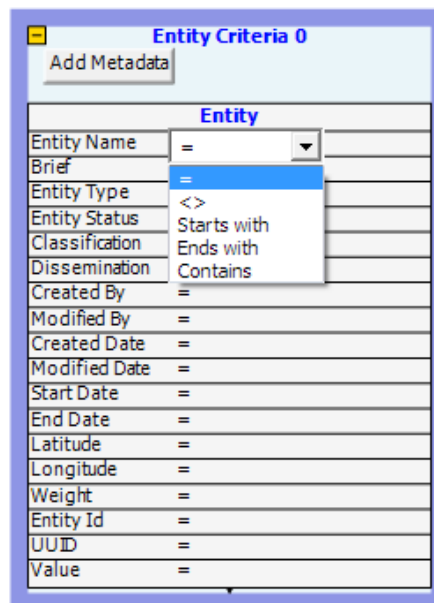 Entity Criteria 0
Add Metadata
Entity
Entity Name =
Brief
=
Entity Type
<>
Entity Status
Starts with
Classification
Ends with
Dissemination
Contains
Created By =
Modified By =
Created Date =
Modified Date =
Start Date =
End Date =
Latitude =
Longitude =
Weight =
Entity Id =
UUID =
Value =